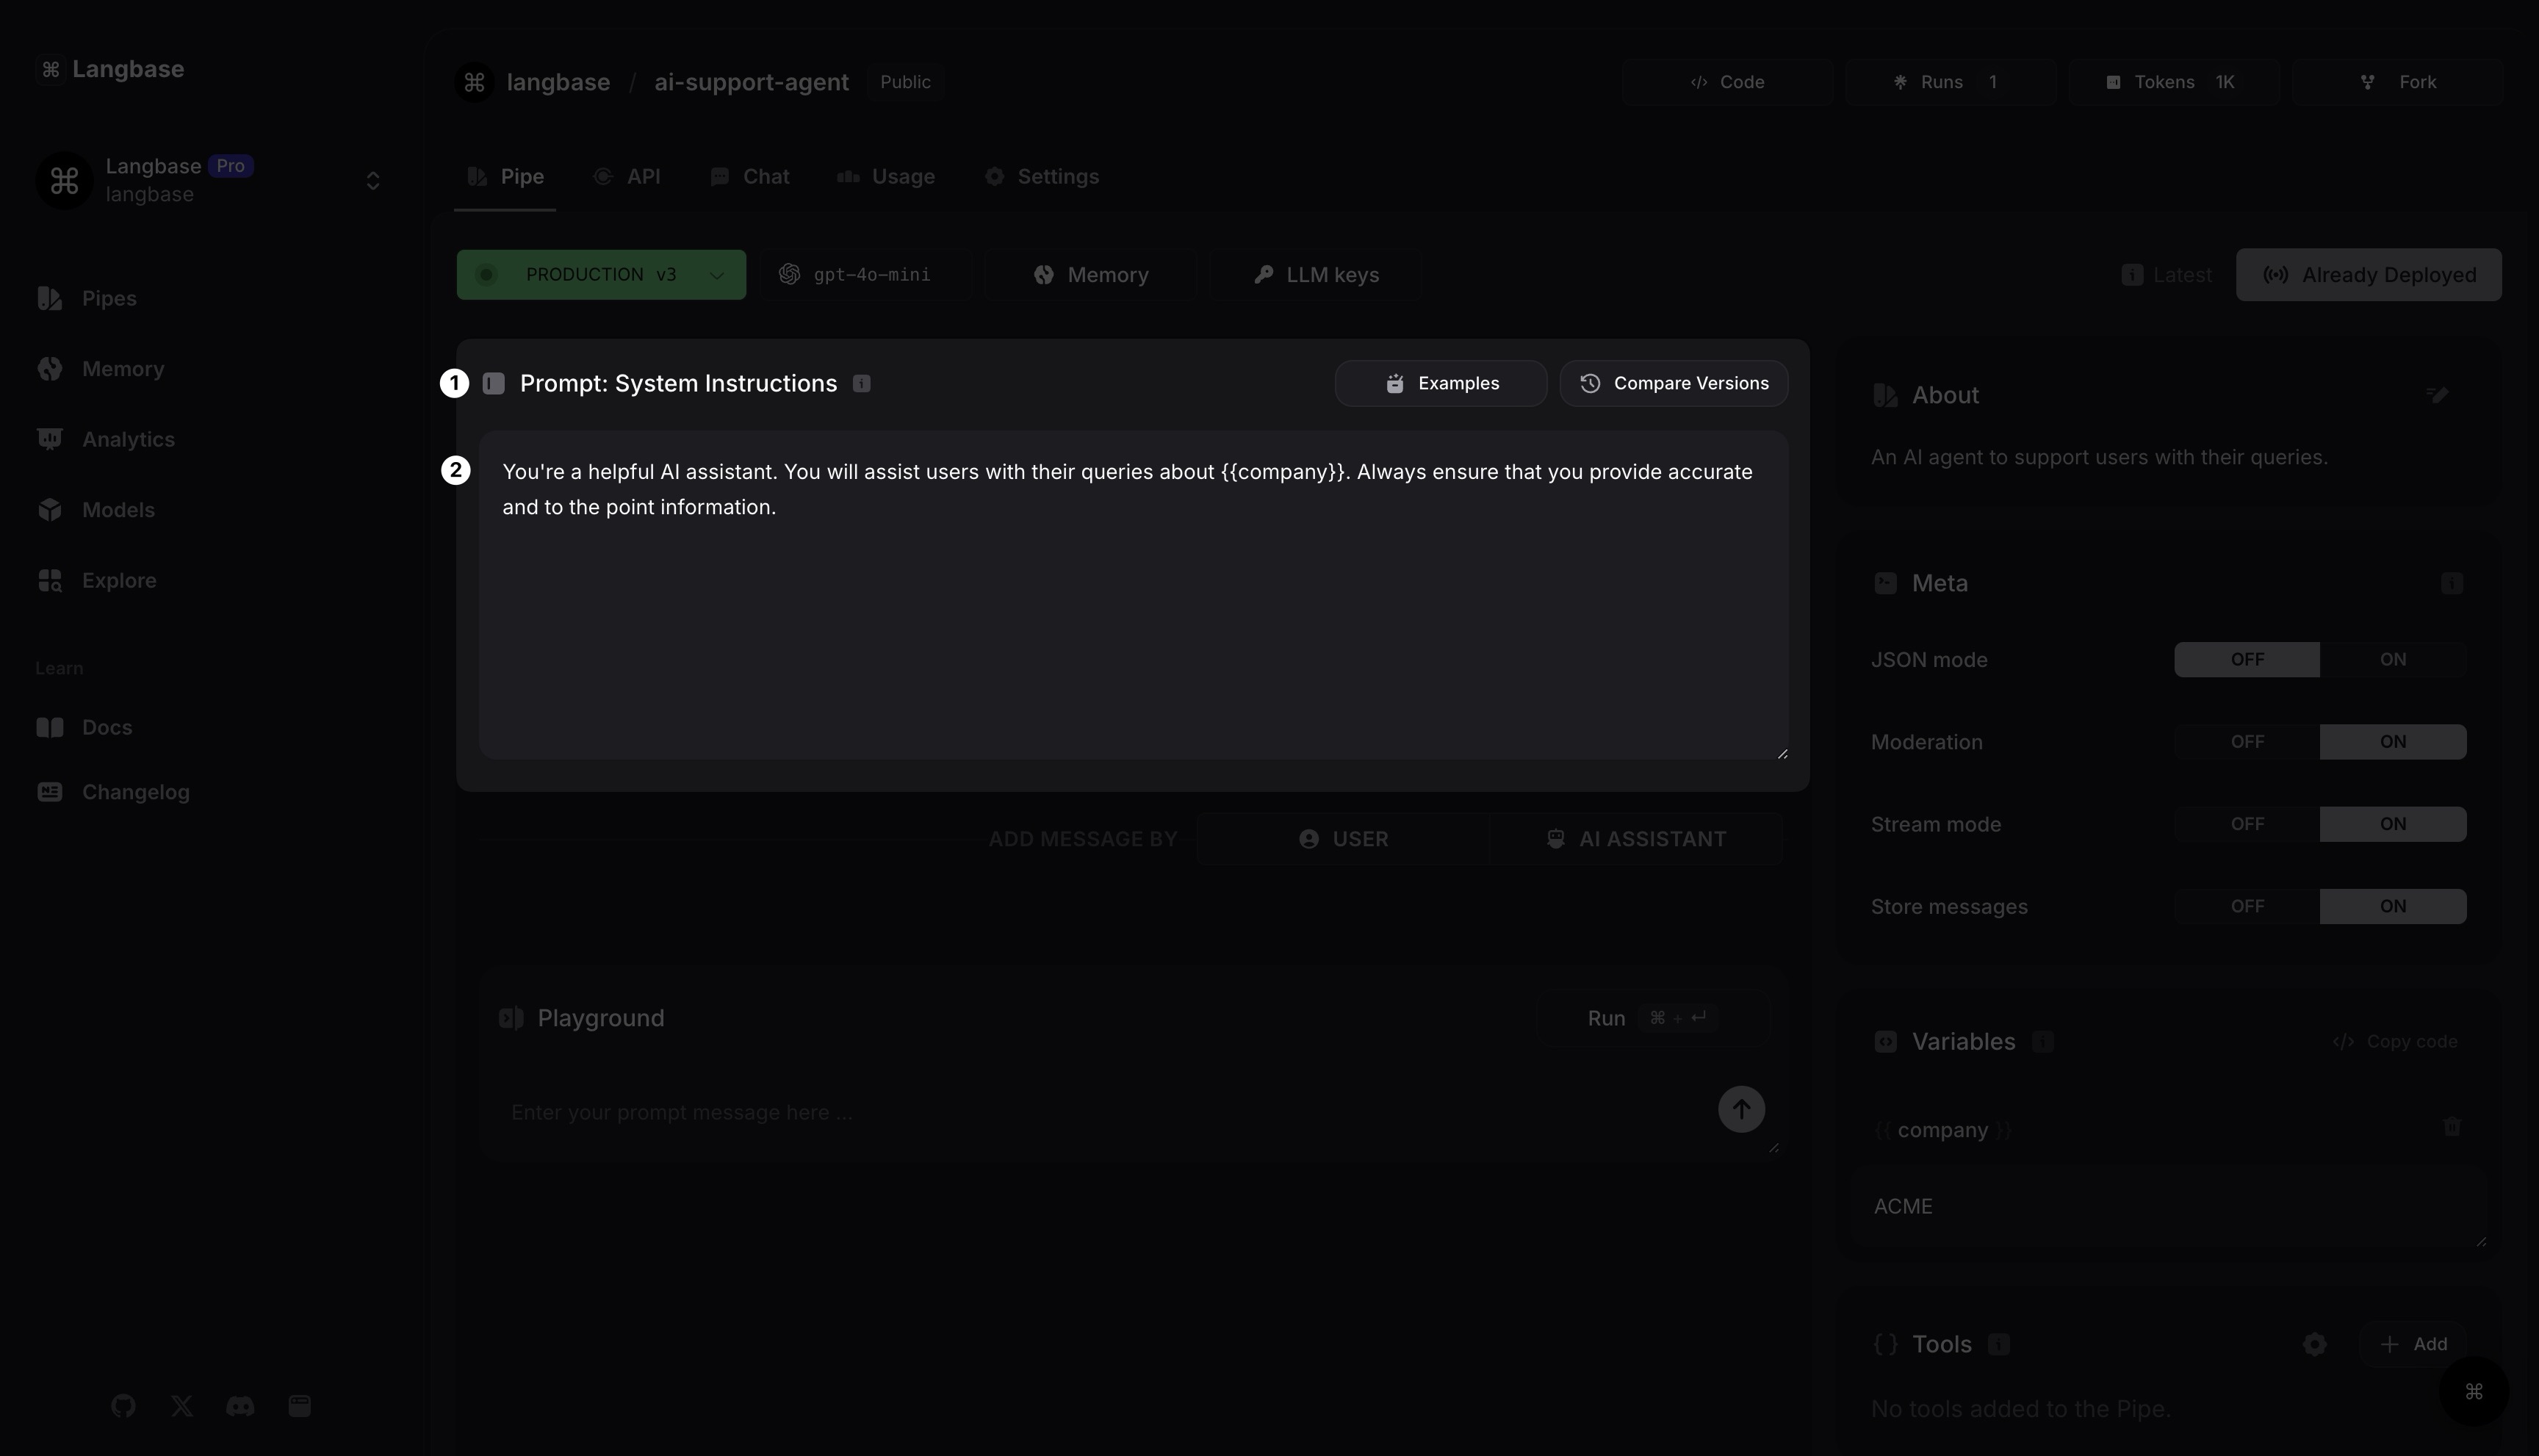 Langbase
langbase / ai-support-agent Public
Code
Runs 1
Tokens 1K
Fork
Langbase Pro
langbase
Pipe
API
Chat
Usage
Settings
PRODUCTION v3
gpt-4o-mini
Memory
LLM keys
Latest
Already Deployed
Pipes
Memory
Analytics
Models
Explore
Learn
Docs
Changelog
1 Prompt: System Instructions
Examples
Compare Versions
2
You're a helpful AI assistant. You will assist users with their queries about {{company}}. Always ensure that you provide accurate
and to the point information.
ADD MESSAGE BY
USER
AI ASSISTANT
Playground
Run ⌘ + ↵
Enter your prompt message here ...
About
An AI agent to support users with their queries.
Meta
JSON mode OFF ON
Moderation OFF ON
Stream mode OFF ON
Store messages OFF ON
Variables
Copy code
{{ company }}
ACME
Tools
Add
No tools added to the Pipe.